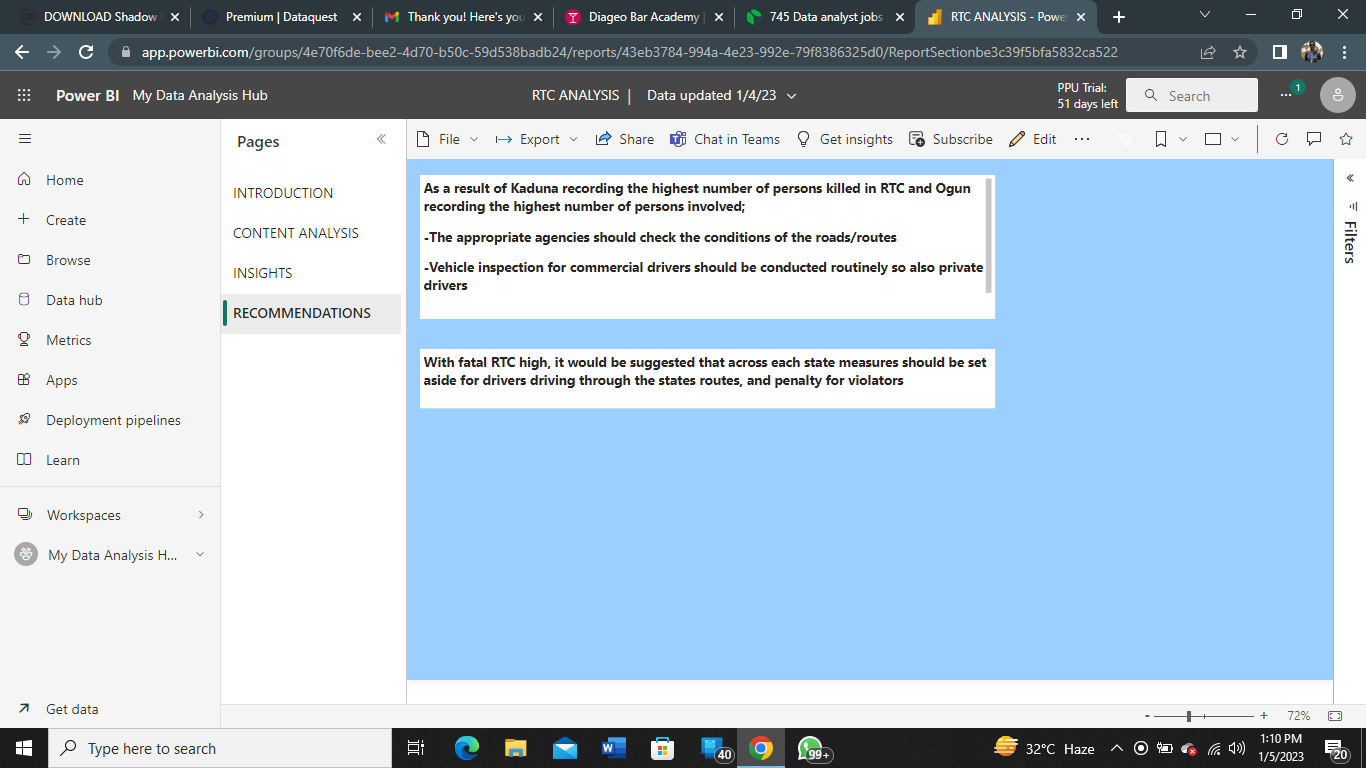 DOWNLOAD Shadow
Premium | Dataquest
Thank you! Here's you
Diageo Bar Academy |
745 Data analyst jobs
RTC ANALYSIS - Powe
app.powerbi.com/groups/4e70f6de-bee2-4d70-b50c-59d538badb24/reports/43eb3784-994a-4e23-992e-79f8386325d0/ReportSectionbe3c39f5bfa5832ca522
Power BI My Data Analysis Hub
RTC ANALYSIS | Data updated 1/4/23
PPU Trial:
51 days left
Search
1
Home
Create
Browse
Data hub
Metrics
Apps
Deployment pipelines
Learn
Workspaces
My Data Analysis H...
Get data
Pages
INTRODUCTION
CONTENT ANALYSIS
INSIGHTS
RECOMMENDATIONS
File
Export
Share
Chat in Teams
Get insights
Subscribe
Edit
As a result of Kaduna recording the highest number of persons killed in RTC and Ogun
recording the highest number of persons involved;
-The appropriate agencies should check the conditions of the roads/routes
-Vehicle inspection for commercial drivers should be conducted routinely so also private
drivers
With fatal RTC high, it would be suggested that across each state measures should be set
aside for drivers driving through the states routes, and penalty for violators
Filters
- + 72%
Type here to search
40
99+
32°C Haze
1:10 PM
1/5/2023
20